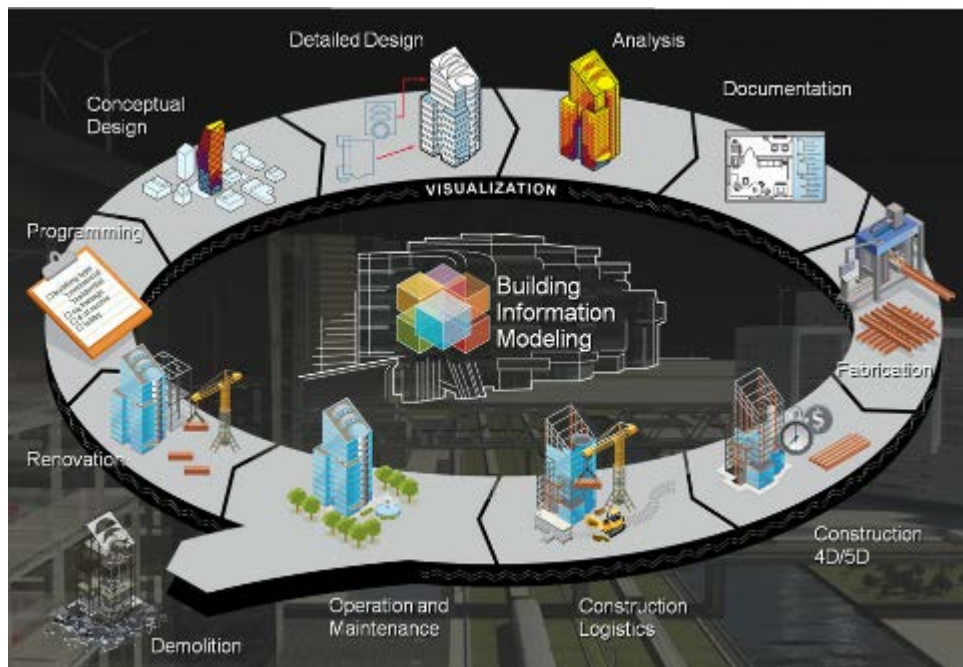 Detailed Design
Analysis
Conceptual
Design
Documentation
VISUALIZATION
Programming
Building
Information
Modeling
Fabrication
Renovation
$
Construction
4D/5D
Operation and
Maintenance
Construction
Logistics
Demolition